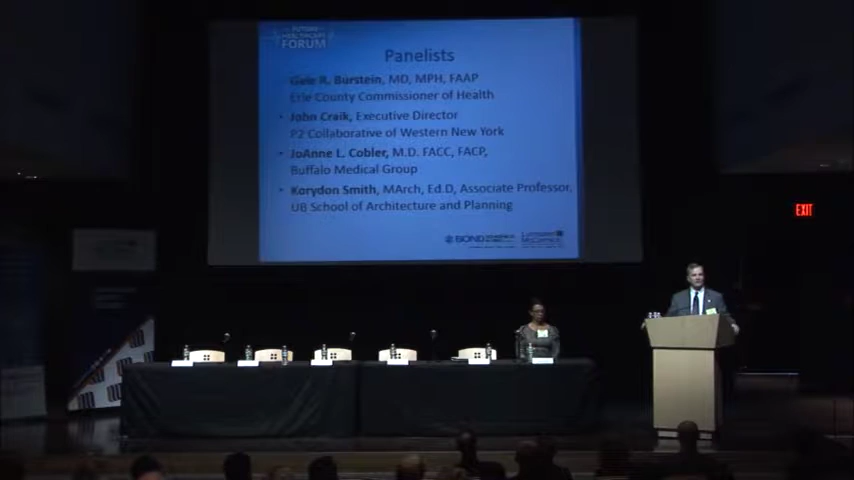 HEALTHCARE
FORUM
Panelists
Gale R. Burstein, MD, MPH, FAAP
Erie County Commissioner of Health
• John Craik, Executive Director
P2 Collaborative of Western New York
• JoAnne L. Cobler, M.D. FACC, FACP,
Buffalo Medical Group
• Korydon Smith, MArch, Ed.D, Associate Professor,
UB School of Architecture and Planning
BOND
EXIT